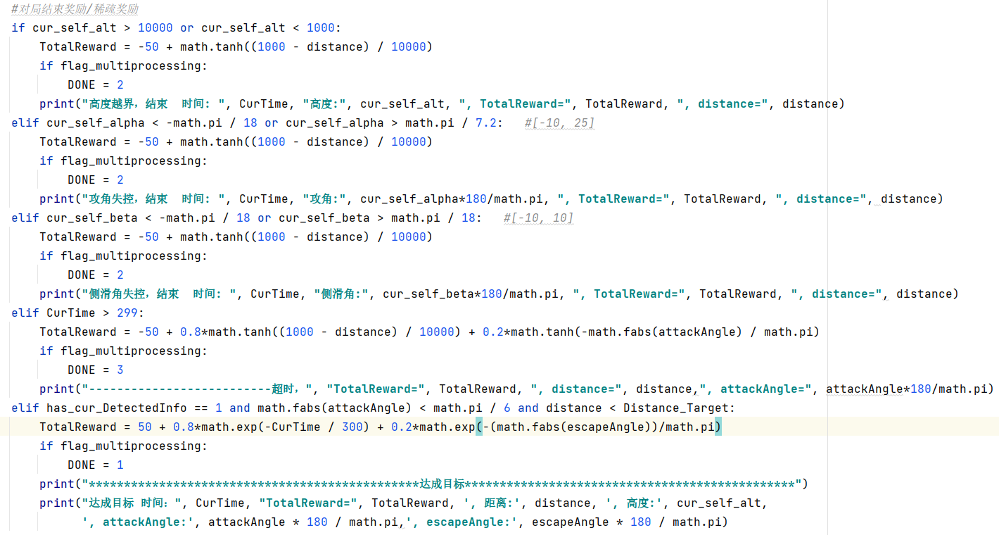 #对局结束奖励/稀疏奖励
if cur_self_alt > 10000 or cur_self_alt < 1000:
    TotalReward = -50 + math.tanh((1000 - distance) / 10000)
    if flag_multiprocessing:
        DONE = 2
    print("高度越界，结束  时间: ", CurTime, "高度:", cur_self_alt, ", TotalReward=", TotalReward, ", distance=", distance)
elif cur_self_alpha < -math.pi / 18 or cur_self_alpha > math.pi / 7.2:   #[-10, 25]
    TotalReward = -50 + math.tanh((1000 - distance) / 10000)
    if flag_multiprocessing:
        DONE = 2
    print("攻角失控，结束  时间: ", CurTime, "攻角:", cur_self_alpha*180/math.pi, ", TotalReward=", TotalReward, ", distance=", distance)
elif cur_self_beta < -math.pi / 18 or cur_self_beta > math.pi / 18:   #[-10, 10]
    TotalReward = -50 + math.tanh((1000 - distance) / 10000)
    if flag_multiprocessing:
        DONE = 2
    print("侧滑角失控，结束  时间: ", CurTime, "侧滑角:", cur_self_beta*180/math.pi, ", TotalReward=", TotalReward, ", distance=", distance)
elif CurTime > 299:
    TotalReward = -50 + 0.8*math.tanh((1000 - distance) / 10000) + 0.2*math.tanh(-math.fabs(attackAngle) / math.pi)
    if flag_multiprocessing:
        DONE = 3
    print("--------------------------超时，", "TotalReward=", TotalReward, ", distance=", distance,", attackAngle=", attackAngle*180/math.pi)
elif has_cur_DetectedInfo == 1 and math.fabs(attackAngle) < math.pi / 6 and distance < Distance_Target:
    TotalReward = 50 + 0.8*math.exp(-CurTime / 300) + 0.2*math.exp(-(math.fabs(escapeAngle))/math.pi)
    if flag_multiprocessing:
        DONE = 1
    print("***********************************************达成目标***********************************************")
    print("达成目标 时间：", CurTime, "TotalReward=", TotalReward, ', 距离:', distance, ', 高度:', cur_self_alt,
          ', attackAngle:', attackAngle * 180 / math.pi,', escapeAngle:', escapeAngle * 180 / math.pi)